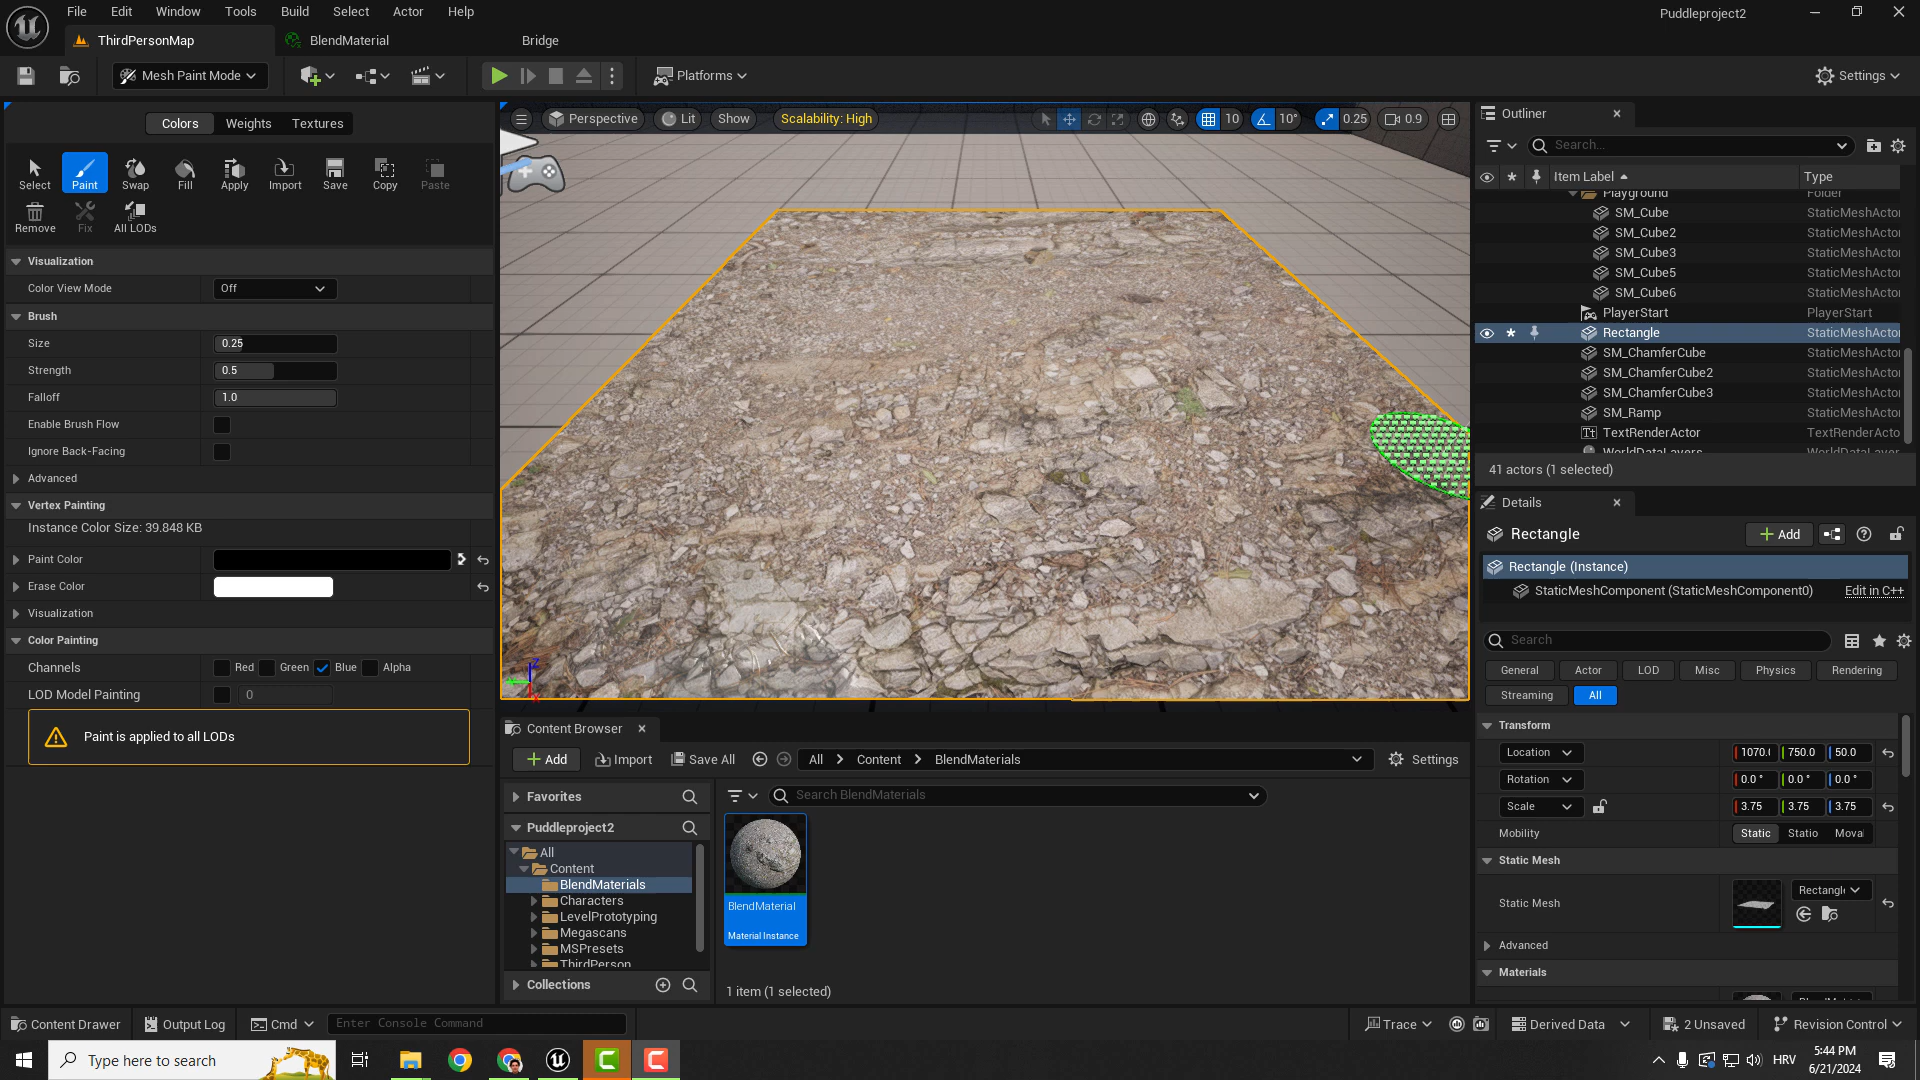 File Edit Window Tools Build Select Actor Help
Puddleproject2
ThirdPersonMap
BlendMaterial
Bridge
Mesh Paint Mode
Platforms
Settings
Colors Weights Textures
Select Paint Swap Fill Apply Import Save Copy Paste
Remove Fix All LODs
Visualization
Color View Mode Off
Brush
Size 0.25
Strength 0.5
Falloff 1.0
Enable Brush Flow
Ignore Back-Facing
Advanced
Vertex Painting
Instance Color Size: 39.848 KB
Paint Color
Erase Color
Visualization
Color Painting
Channels Red Green Blue Alpha
LOD Model Painting 0
Paint is applied to all LODs
Perspective Lit Show Scalability: High 10 10° 0.25 0.9
Z
X
Outliner
Search...
Item Label Type
Playground Folder
SM_Cube StaticMeshActor
SM_Cube2 StaticMeshActor
SM_Cube3 StaticMeshActor
SM_Cube5 StaticMeshActor
SM_Cube6 StaticMeshActor
PlayerStart PlayerStart
Rectangle StaticMeshActor
SM_ChamferCube StaticMeshActor
SM_ChamferCube2 StaticMeshActor
SM_ChamferCube3 StaticMeshActor
SM_Ramp StaticMeshActor
Tt TextRenderActor TextRenderActo
WorldDataLayers WorldDataLayer
41 actors (1 selected)
Details
Rectangle
Add
Rectangle (Instance)
StaticMeshComponent (StaticMeshComponent0) Edit in C++
Search
General Actor LOD Misc Physics Rendering
Streaming All
Transform
Location 1070.( 750.0 50.0
Rotation 0.0 ° 0.0 ° 0.0 °
Scale 3.75 3.75 3.75
Mobility Static Statio Moval
Static Mesh
Static Mesh Rectangle
Advanced
Materials
Content Browser
Add Import Save All All Content BlendMaterials Settings
Favorites
Search BlendMaterials
Puddleproject2
All
Content
BlendMaterials
Characters
LevelPrototyping
Megascans
MSPresets
ThirdPerson
Collections
BlendMaterial
Material Instance
1 item (1 selected)
Content Drawer Output Log Cmd Enter Console Command
Trace Derived Data 2 Unsaved Revision Control
Type here to search
HRV
5:44 PM
6/21/2024